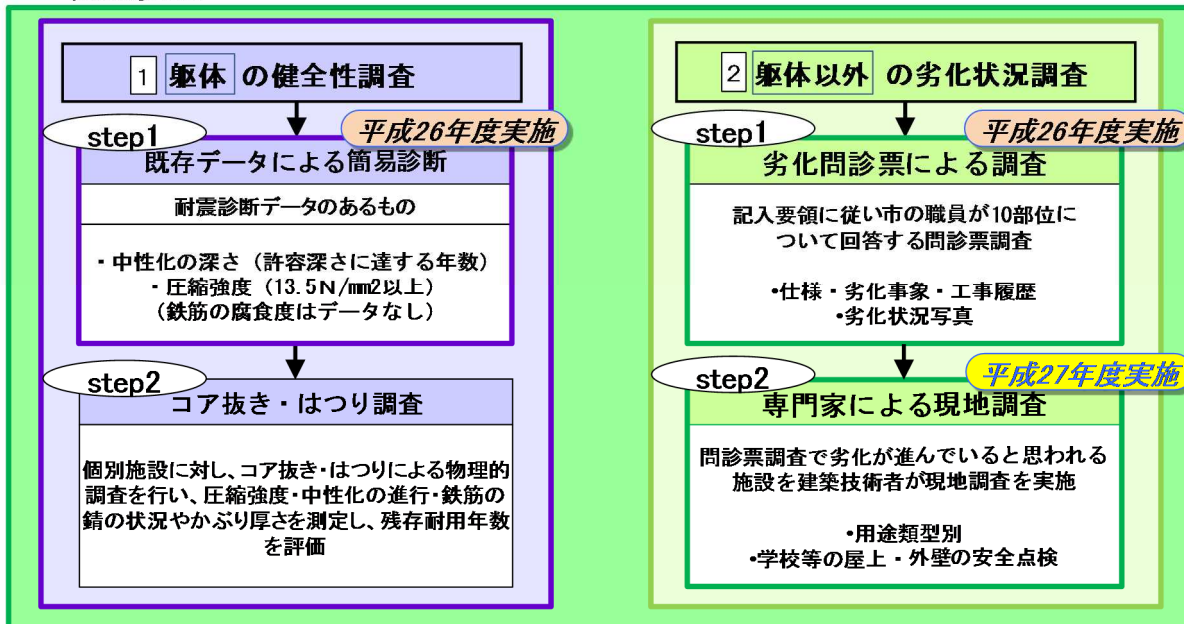 1 躯体 の健全性調査
step1
平成26年度実施
既存データによる簡易診断
耐震診断データのあるもの
・中性化の深さ（許容深さに達する年数）
・圧縮強度（13.5N/mm2以上）
（鉄筋の腐食度はデータなし）
step2
コア抜き・はつり調査
個別施設に対し、コア抜き・はつりによる物理的
調査を行い、圧縮強度・中性化の進行・鉄筋の
錆の状況やかぶり厚さを測定し、残存耐用年数
を評価
2 躯体以外 の劣化状況調査
step1
平成26年度実施
劣化問診票による調査
記入要領に従い市の職員が10部位に
ついて回答する問診票調査
•仕様・劣化事象・工事履歴
•劣化状況写真
step2
平成27年度実施
専門家による現地調査
問診票調査で劣化が進んでいると思われる
施設を建築技術者が現地調査を実施
•用途類型別
•学校等の屋上・外壁の安全点検